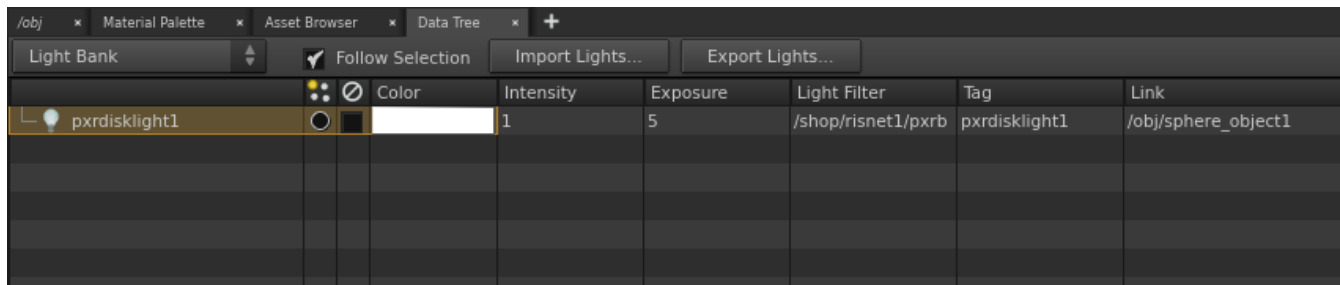 /obj × Material Palette × Asset Browser × Data Tree × +
Light Bank Follow Selection Import Lights... Export Lights...
Color Intensity Exposure Light Filter Tag Link
pxrdisklight1 1 5 /shop/risnet1/pxrb pxrdisklight1 /obj/sphere_object1